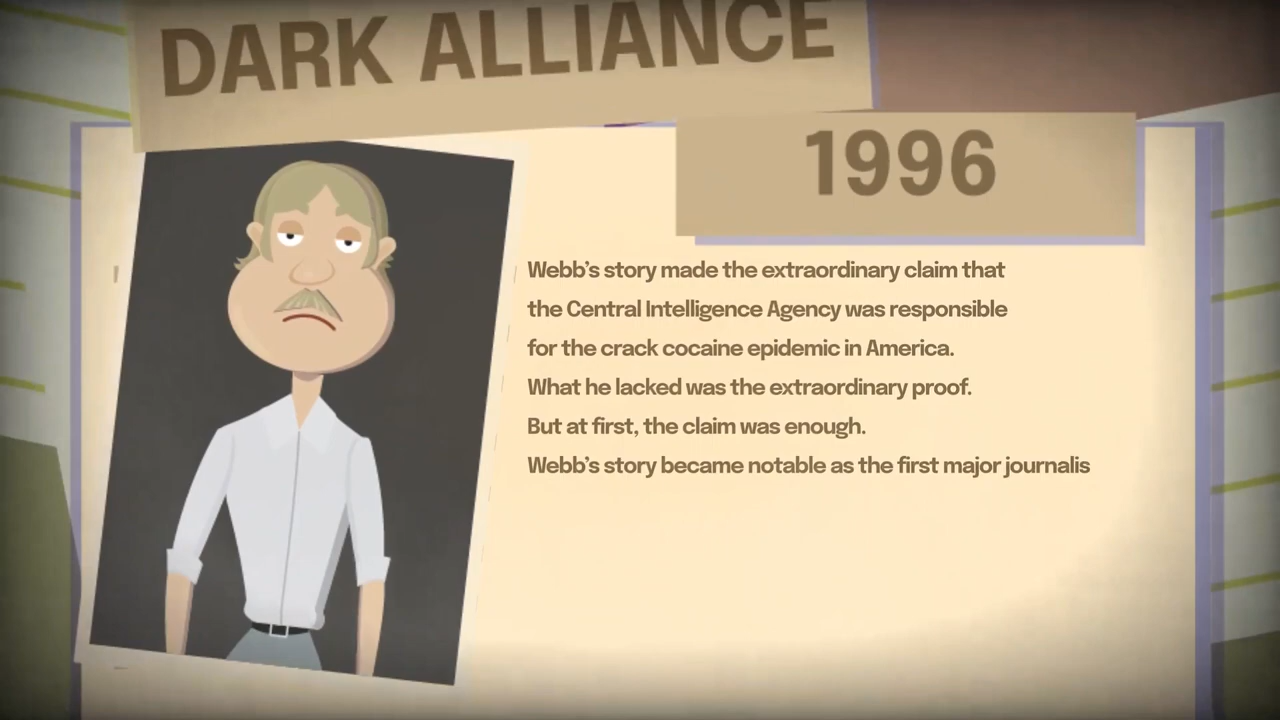 DARK ALLIANCE
1996
Webb's story made the extraordinary claim that
the Central Intelligence Agency was responsible
for the crack cocaine epidemic in America.
What he lacked was the extraordinary proof.
But at first, the claim was enough.
Webb's story became notable as the first major journalis